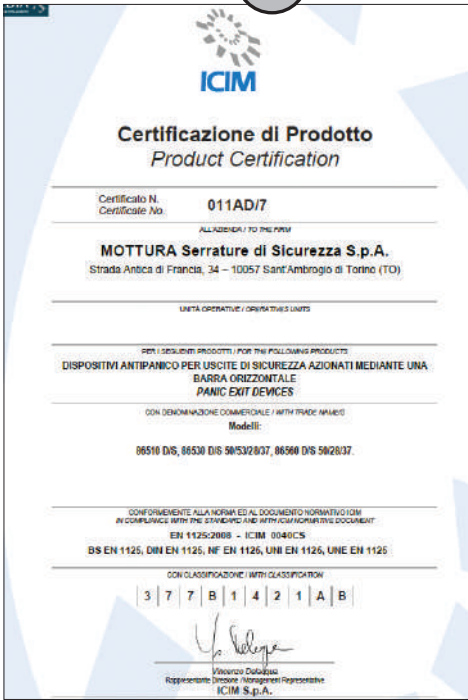 ICIM
Certificazione di Prodotto
Product Certification
Certificato N.
Certificate No.
011AD/7
ALL'AZIENDA / TO THE FIRM
MOTTURA Serrature di Sicurezza S.p.A.
Strada Antica di Francia, 34 – 10057 Sant'Ambrogio di Torino (TO)
UNITÀ OPERATIVE / OPERATIVES UNITS
PER I SEGUENTI PRODOTTI / FOR THE FOLLOWING PRODUCTS
DISPOSITIVI ANTIPANICO PER USCITE DI SICUREZZA AZIONATI MEDIANTE UNA
BARRA ORIZZONTALE
PANIC EXIT DEVICES
CON DENOMINAZIONE COMMERCIALE / WITH TRADE NAME/S
Modelli:
86510 D/S, 86530 D/S 50/53/28/37, 86560 D/S 50/28/37.
CONFORMEMENTE ALLA NORMA ED AL DOCUMENTO NORMATIVO ICIM
IN COMPLIANCE WITH THE STANDARD AND WITH ICIM NORMATIVE DOCUMENT
EN 1125:2008 - ICIM 0040CS
BS EN 1125, DIN EN 1125, NF EN 1125, UNI EN 1125, UNE EN 1125
CON CLASSIFICAZIONE / WITH CLASSIFICATION
3 | 7 | 7 | B | 1 | 4 | 2 | 1 | A | B
Vincenzo Delacqua
Rappresentante Direzione / Management Representative
ICIM S.p.A.